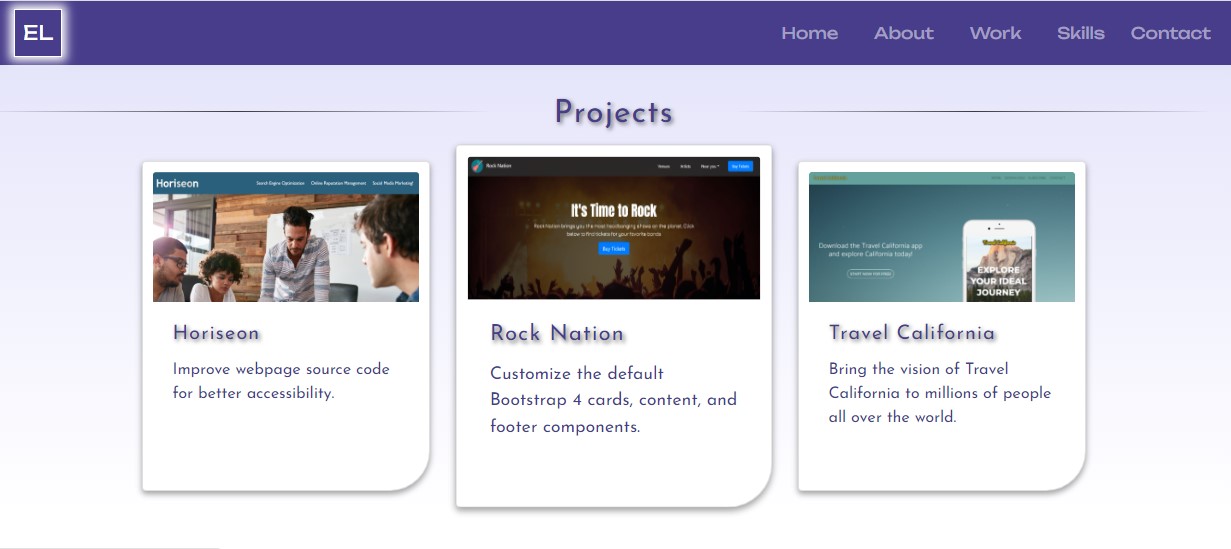 EL
Home About Work Skills Contact
Projects
Horiseon
Search Engine Optimization Online Reputation Management Social Media Marketing
Horiseon
Improve webpage source code
for better accessibility.
Rock Nation
Venues Artists Near you Buy Tickets
It's Time to Rock
Rock Nation brings you the most headbanging shows on the planet. Click
below to find tickets for your favorite bands
Buy Tickets
Rock Nation
Customize the default
Bootstrap 4 cards, content, and
footer components.
Download the Travel California app
and explore California today!
EXPLORE
YOUR IDEAL
JOURNEY
Travel California
Bring the vision of Travel
California to millions of people
all over the world.